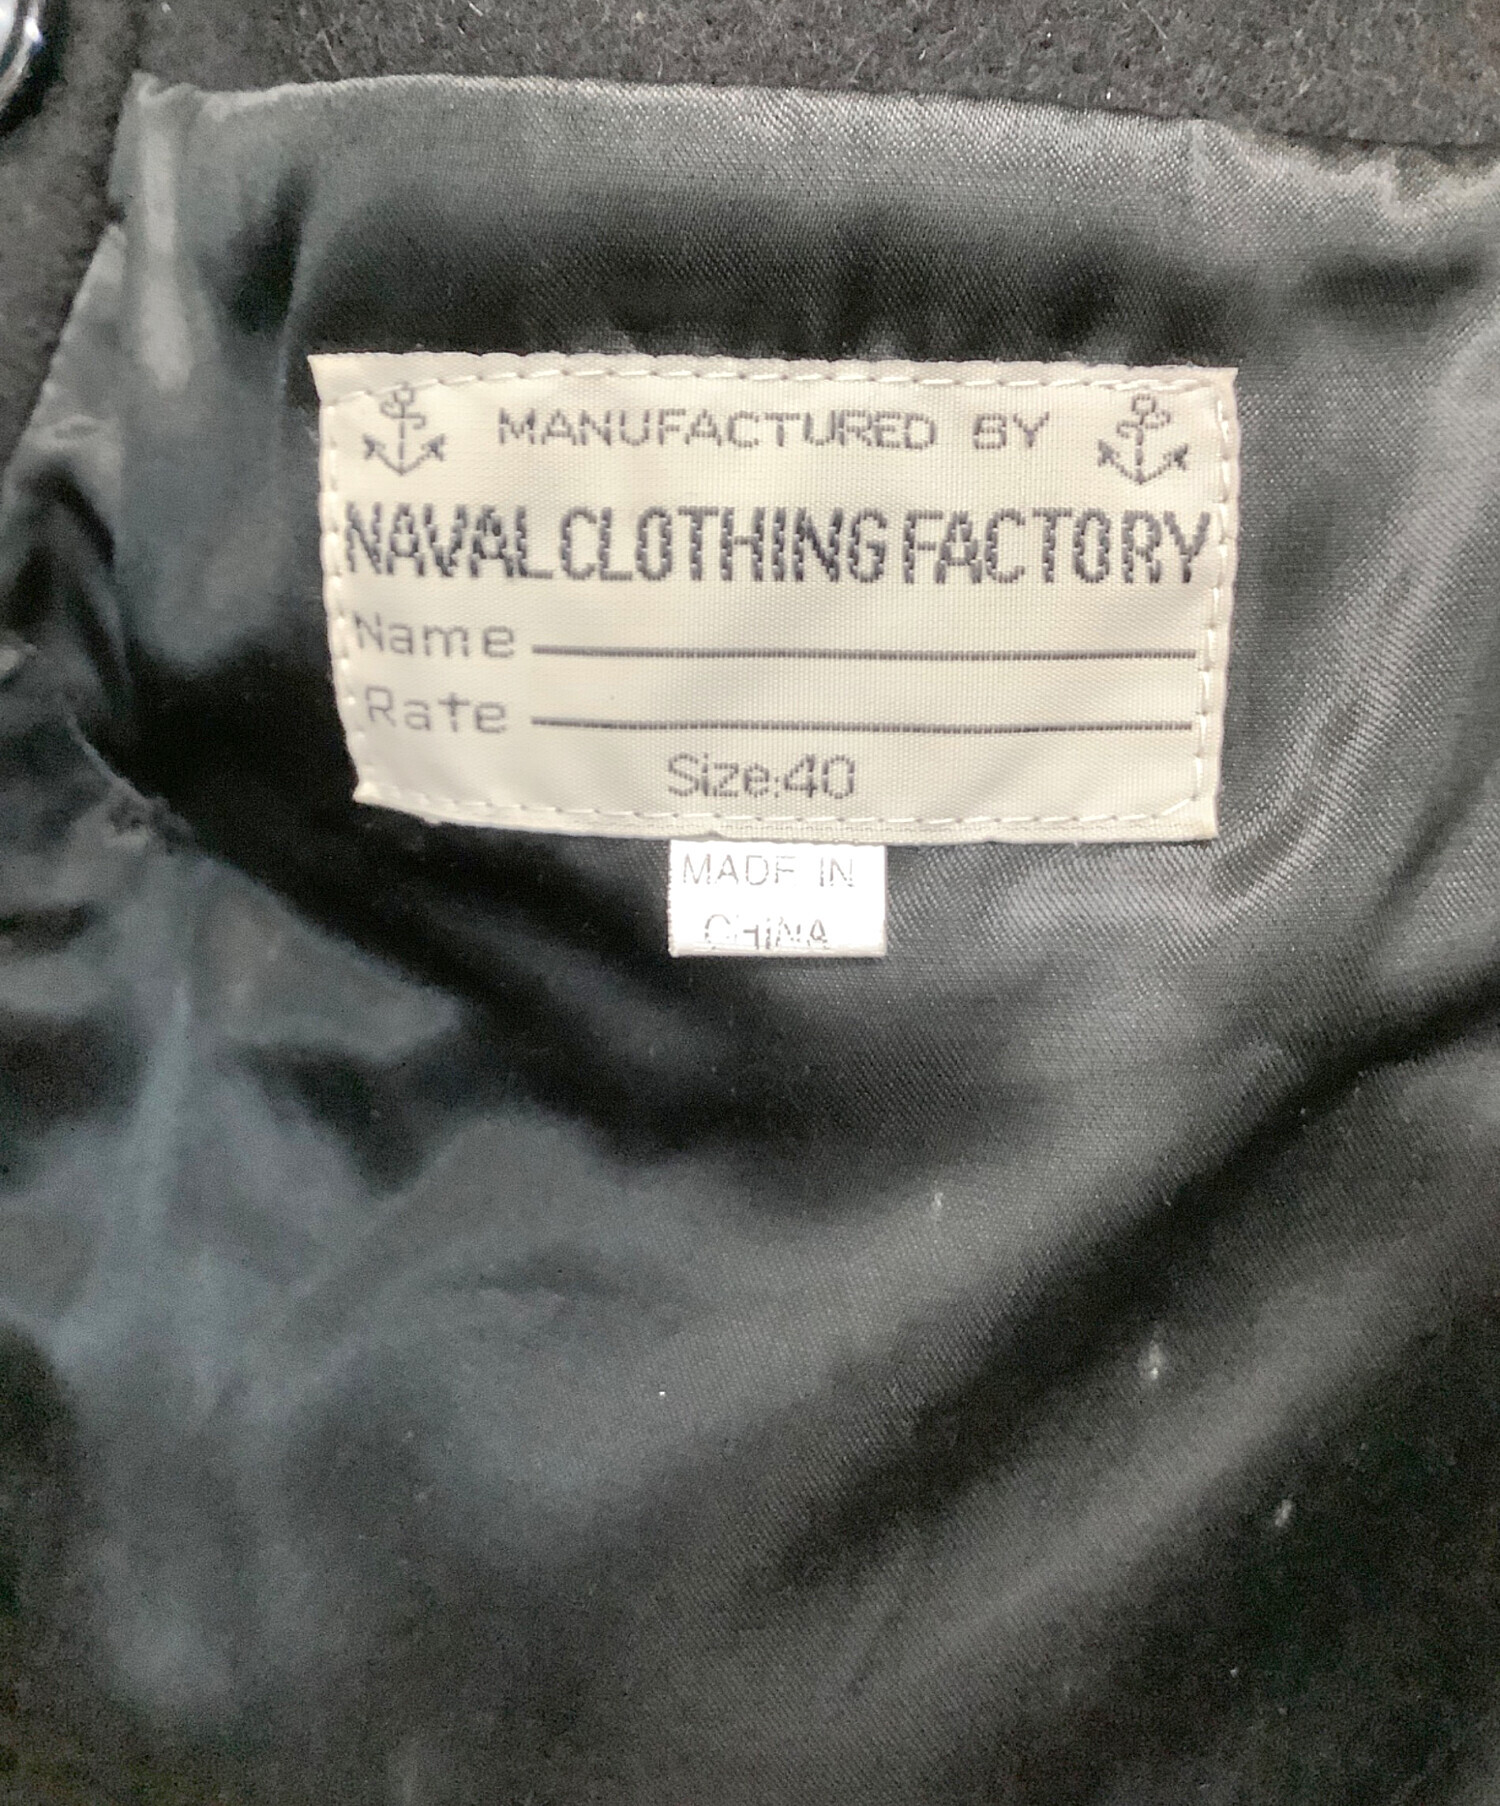 MANUFACTURED BY
NAVAL CLOTHING FACTORY
Name
Rate
Size:40
MADE IN
CHINA